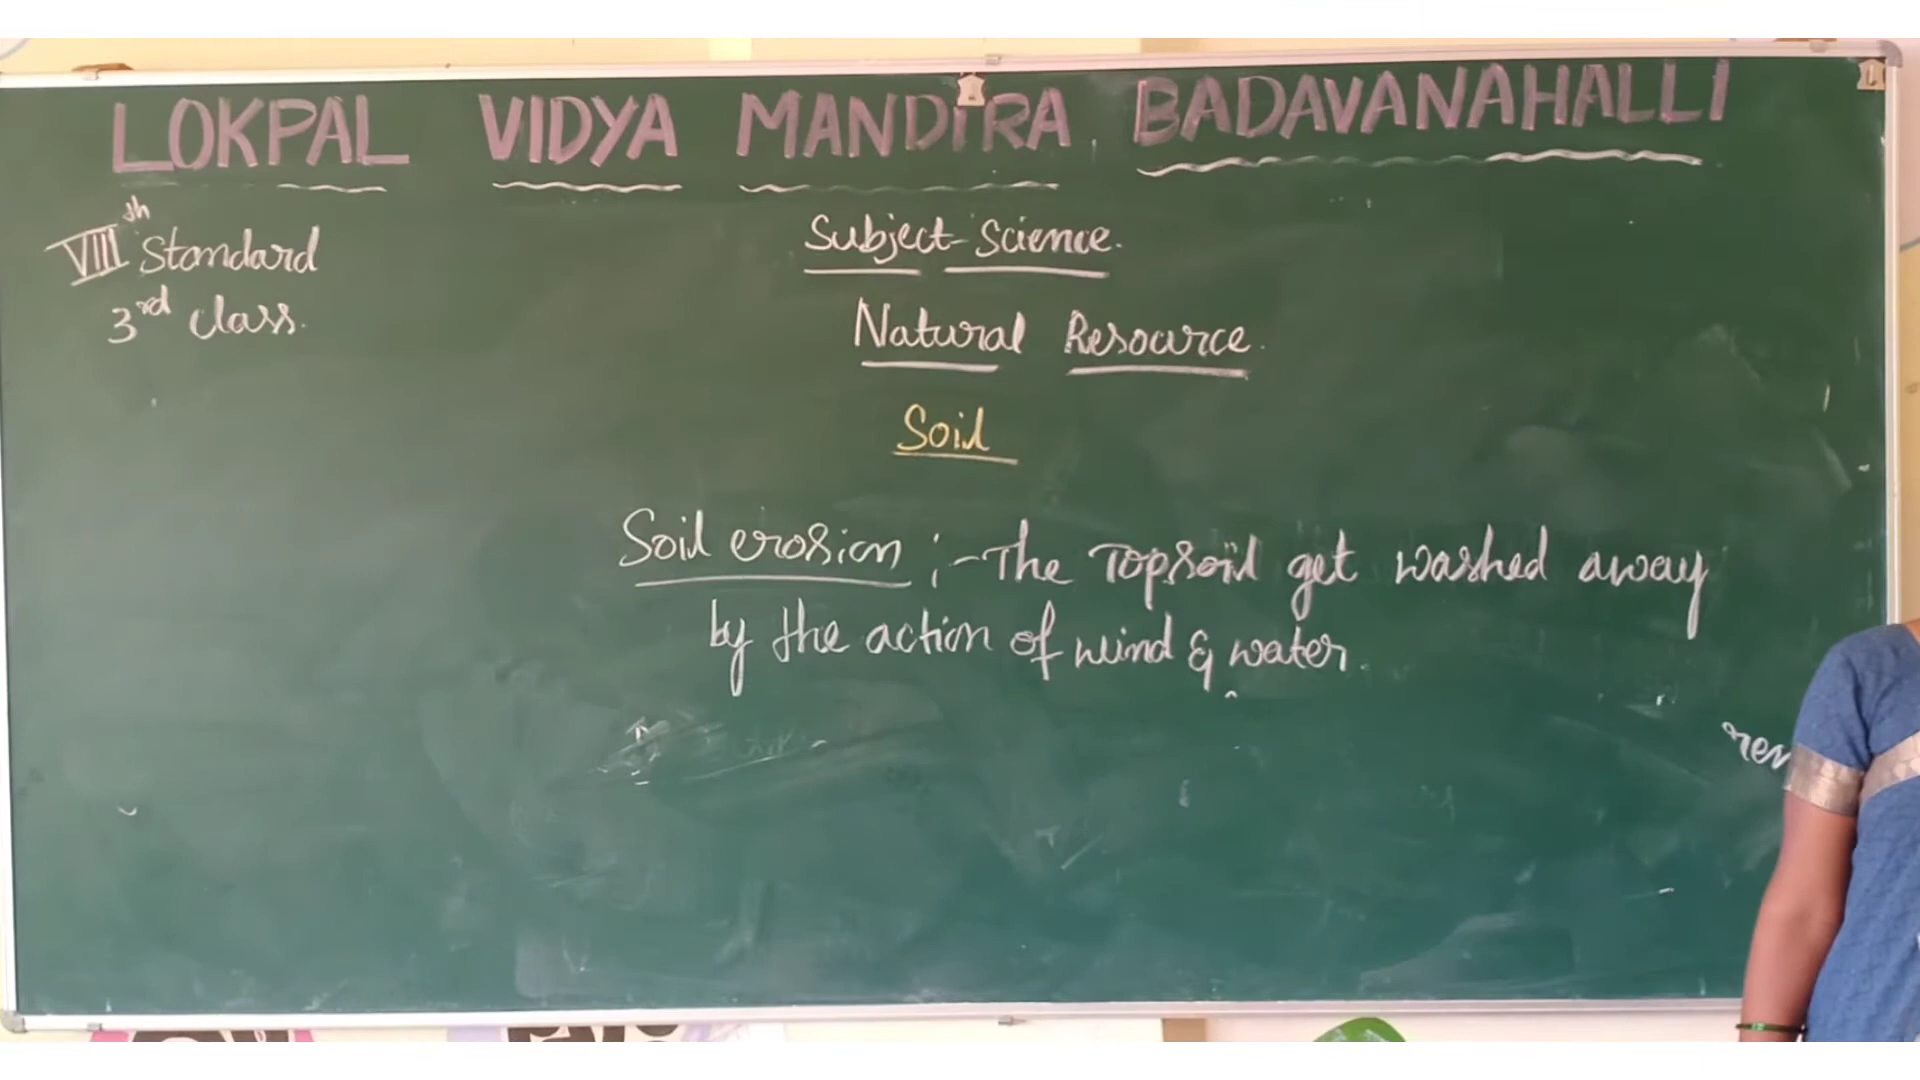 LOKPAL VIDYA MANDIRA, BADAVANAHALLI
VIIIth Standard
3rd class.
Subject-Science.
Natural Resource.
Soil
Soil erosion ;- The Topsoil get washed away
by the action of wind & water.